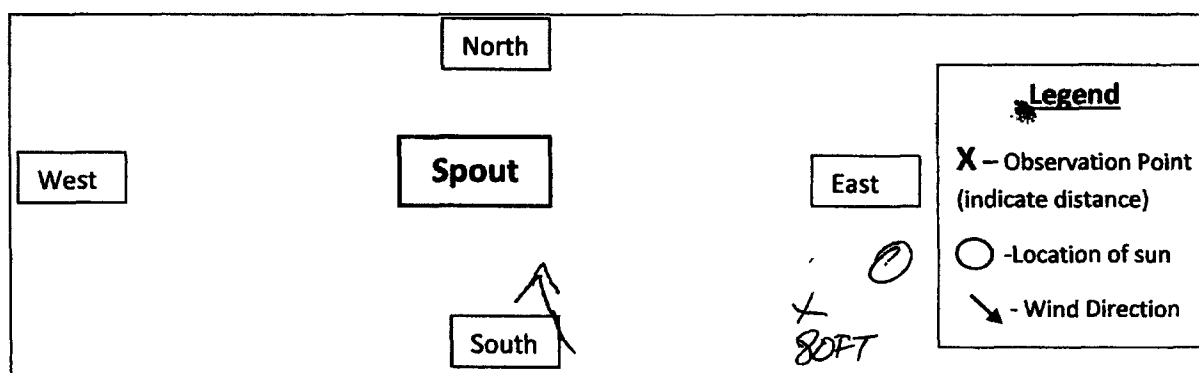 North
Legend
West
Spout
East
X – Observation Point
(indicate distance)
-Location of sun
- Wind Direction
South
X
80FT